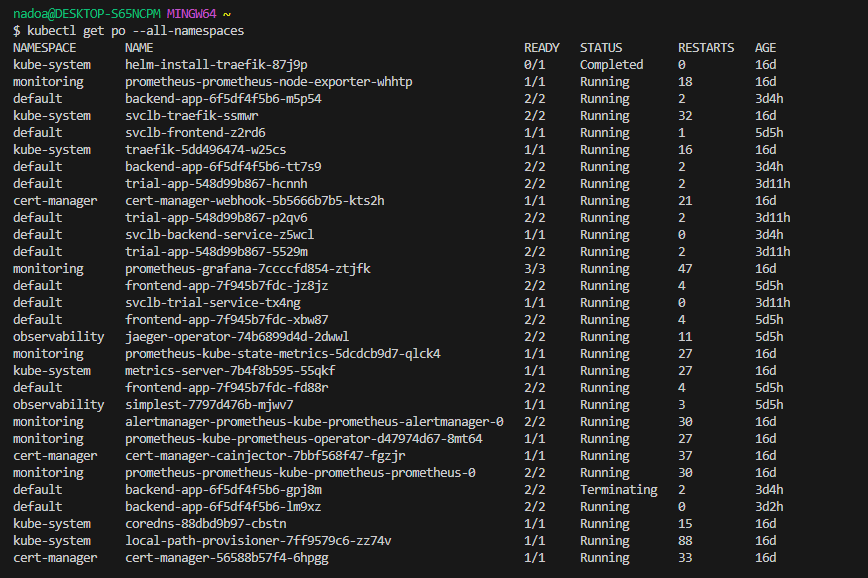 nadoa@DESKTOP-S65NCPM MINGW64 ~
$ kubectl get po --all-namespaces
NAMESPACE NAME READY STATUS RESTARTS AGE
kube-system helm-install-traefik-87j9p 0/1 Completed 0 16d
monitoring prometheus-prometheus-node-exporter-whhtp 1/1 Running 18 16d
default backend-app-6f5df4f5b6-m5p54 2/2 Running 2 3d4h
kube-system svclb-traefik-ssmwr 2/2 Running 32 16d
default svclb-frontend-z2rd6 1/1 Running 1 5d5h
kube-system traefik-5dd496474-w25cs 1/1 Running 16 16d
default backend-app-6f5df4f5b6-tt7s9 2/2 Running 2 3d4h
default trial-app-548d99b867-hcnnh 2/2 Running 2 3d11h
cert-manager cert-manager-webhook-5b5666b7b5-kts2h 1/1 Running 21 16d
default trial-app-548d99b867-p2qv6 2/2 Running 2 3d11h
default svclb-backend-service-z5wcl 1/1 Running 0 3d4h
default trial-app-548d99b867-5529m 2/2 Running 2 3d11h
monitoring prometheus-grafana-7ccccfd854-ztjfk 3/3 Running 47 16d
default frontend-app-7f945b7fdc-jz8jz 2/2 Running 4 5d5h
default svclb-trial-service-tx4ng 1/1 Running 0 3d11h
default frontend-app-7f945b7fdc-xbw87 2/2 Running 4 5d5h
observability jaeger-operator-74b6899d4d-2dwwl 2/2 Running 11 5d5h
monitoring prometheus-kube-state-metrics-5dcdcb9d7-qlck4 1/1 Running 27 16d
kube-system metrics-server-7b4f8b595-55qkf 1/1 Running 27 16d
default frontend-app-7f945b7fdc-fd88r 2/2 Running 4 5d5h
observability simplest-7797d476b-mjwv7 1/1 Running 3 5d5h
monitoring alertmanager-prometheus-kube-prometheus-alertmanager-0 2/2 Running 30 16d
monitoring prometheus-kube-prometheus-operator-d47974d67-8mt64 1/1 Running 27 16d
cert-manager cert-manager-cainjector-7bbf568f47-fgzjr 1/1 Running 37 16d
monitoring prometheus-prometheus-kube-prometheus-prometheus-0 2/2 Running 30 16d
default backend-app-6f5df4f5b6-gpj8m 2/2 Terminating 2 3d4h
default backend-app-6f5df4f5b6-lm9xz 2/2 Running 0 3d2h
kube-system coredns-88dbd9b97-cbstn 1/1 Running 15 16d
kube-system local-path-provisioner-7ff9579c6-zz74v 1/1 Running 88 16d
cert-manager cert-manager-56588b57f4-6hpgg 1/1 Running 33 16d